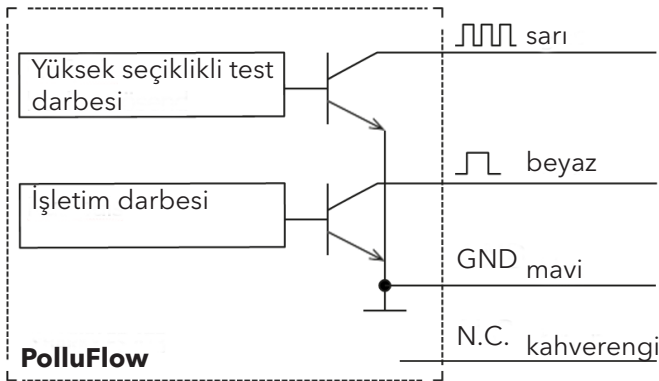 sarı
Yüksek seçiklikli test
darbesi
beyaz
İşletim darbesi
GND mavi
N.C. kahverengi
PolluFlow